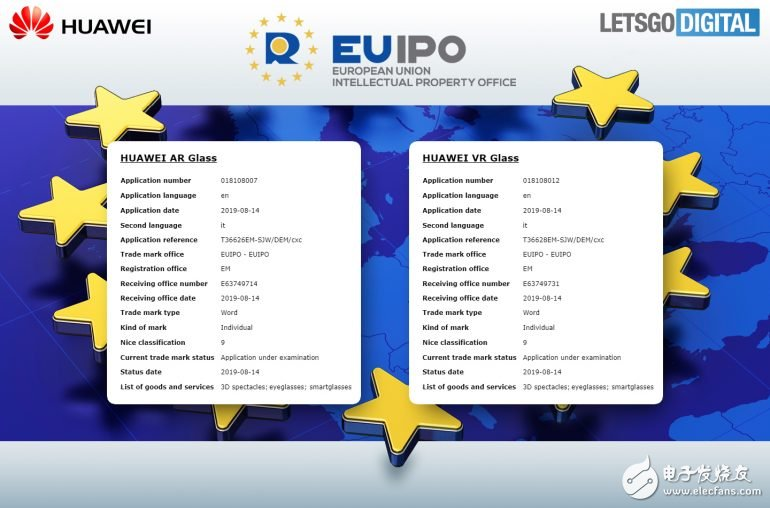 HUAWEI
EUIPO
EUROPEAN UNION
INTELLECTUAL PROPERTY OFFICE
LETSGODIGITAL
HUAWEI AR Glass
Application number 018108007
Application language en
Application date 2019-08-14
Second language it
Application reference T36626EM-SJW/DEM/cxc
Trade mark office EUIPO - EUIPO
Registration office EM
Receiving office number E63749714
Receiving office date 2019-08-14
Trade mark type Word
Kind of mark Individual
Nice classification 9
Current trade mark status Application under examination
Status date 2019-08-14
List of goods and services 3D spectacles; eyeglasses; smartglasses
HUAWEI VR Glass
Application number 018108012
Application language en
Application date 2019-08-14
Second language it
Application reference T36628EM-SJW/DEM/cxc
Trade mark office EUIPO - EUIPO
Registration office EM
Receiving office number E63749731
Receiving office date 2019-08-14
Trade mark type Word
Kind of mark Individual
Nice classification 9
Current trade mark status Application under examination
Status date 2019-08-14
List of goods and services 3D spectacles; eyeglasses; smartglasses
电子发烧友
www.elecfans.com